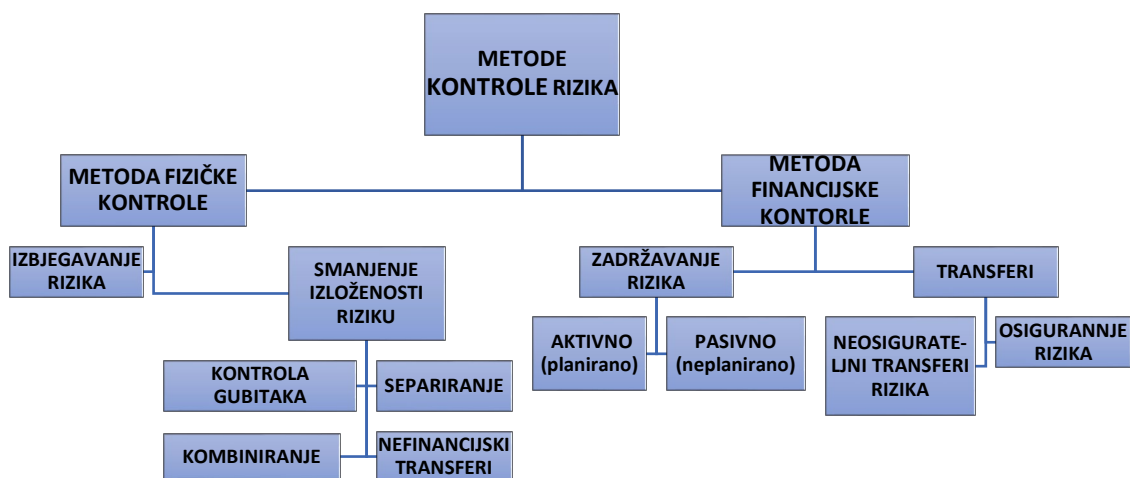 METODE
KONTROLE RIZIKA
METODA FIZIČKE
KONTROLE
METODA
FINANCIJSKE
KONTORLE
IZBJEGAVANJE
RIZIKA
SMANJENJE
IZLOŽENOSTI
RIZIKU
ZADRŽAVANJE
RIZIKA
TRANSFERI
KONTROLA
GUBITAKA
SEPARIRANJE
KOMBINIRANJE
NEFINANCIJSKI
TRANSFERI
AKTIVNO
(planirano)
PASIVNO
(neplanirano)
NEOSIGURATE-
LJNI TRANSFERI
RIZIKA
OSIGURANNJE
RIZIKA